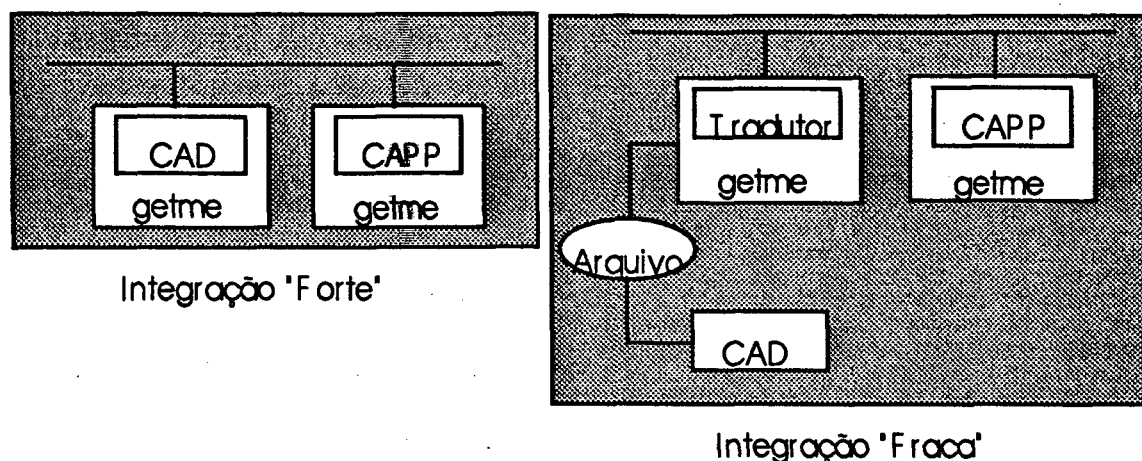 CAD
getme
CAPP
getme
Integração "Forte"
Tradutor
getme
CAPP
getme
Arquivo
CAD
Integração "Fraca"